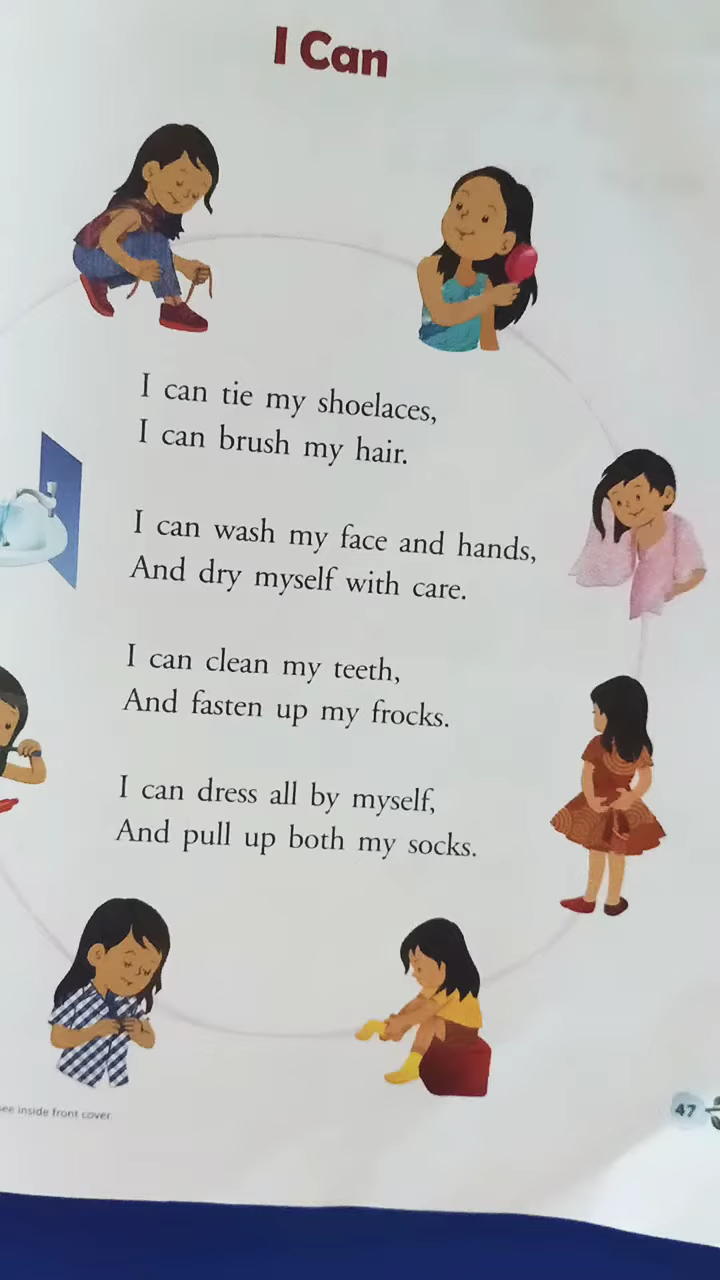 I Can
I can tie my shoelaces,
I can brush my hair.
I can wash my face and hands,
And dry myself with care.
I can clean my teeth,
And fasten up my frocks.
I can dress all by myself,
And pull up both my socks.
see inside front cover
47